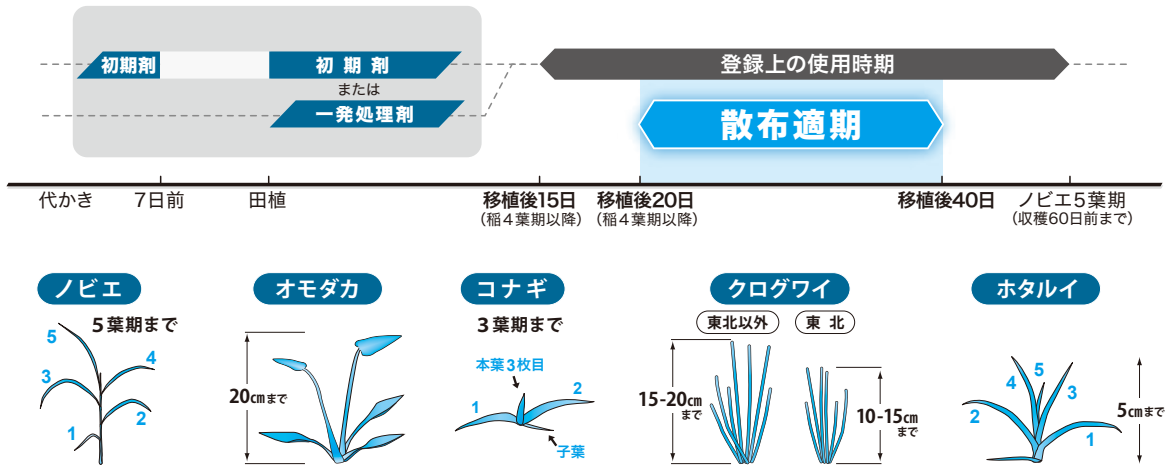 初期剤
初期剤
または
一発処理剤
登録上の使用時期
散布適期
代かき
7日前
田植
移植後15日
(稲4葉期以降)
移植後20日
(稲4葉期以降)
移植後40日
ノビエ5葉期
(収穫60日前まで)
ノビエ
5葉期まで
5
4
3
2
1
オモダカ
20cmまで
コナギ
3葉期まで
本葉3枚目
1
2
子葉
クログワイ
東北以外
東北
15-20cm
まで
10-15cm
まで
ホタルイ
5
4
3
2
1
5cmまで